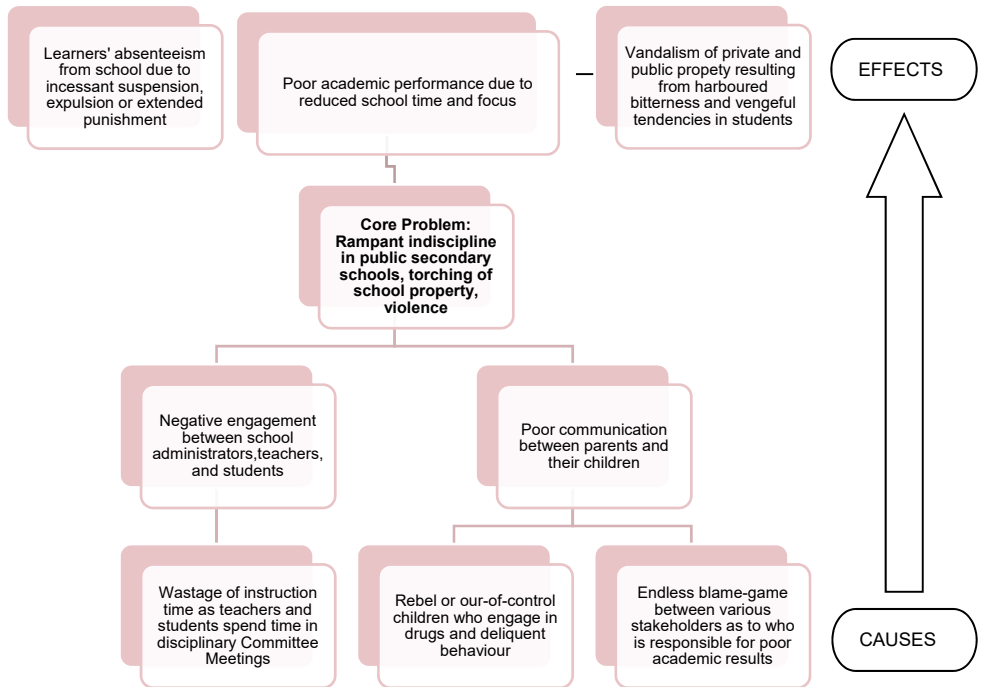 Learners' absenteeism
from school due to
incessant suspension,
expulsion or extended
punishment
Poor academic performance due to
reduced school time and focus
Vandalism of private and
public propety resulting
from harboured
bitterness and vengeful
tendencies in students
EFFECTS
Core Problem:
Rampant indiscipline
in public secondary
schools, torching of
school property,
violence
Negative engagement
between school
administrators,teachers,
and students
Poor communication
between parents and
their children
Wastage of instruction
time as teachers and
students spend time in
disciplinary Committee
Meetings
Rebel or our-of-control
children who engage in
drugs and deliquent
behaviour
Endless blame-game
between various
stakeholders as to who
is responsible for poor
academic results
CAUSES